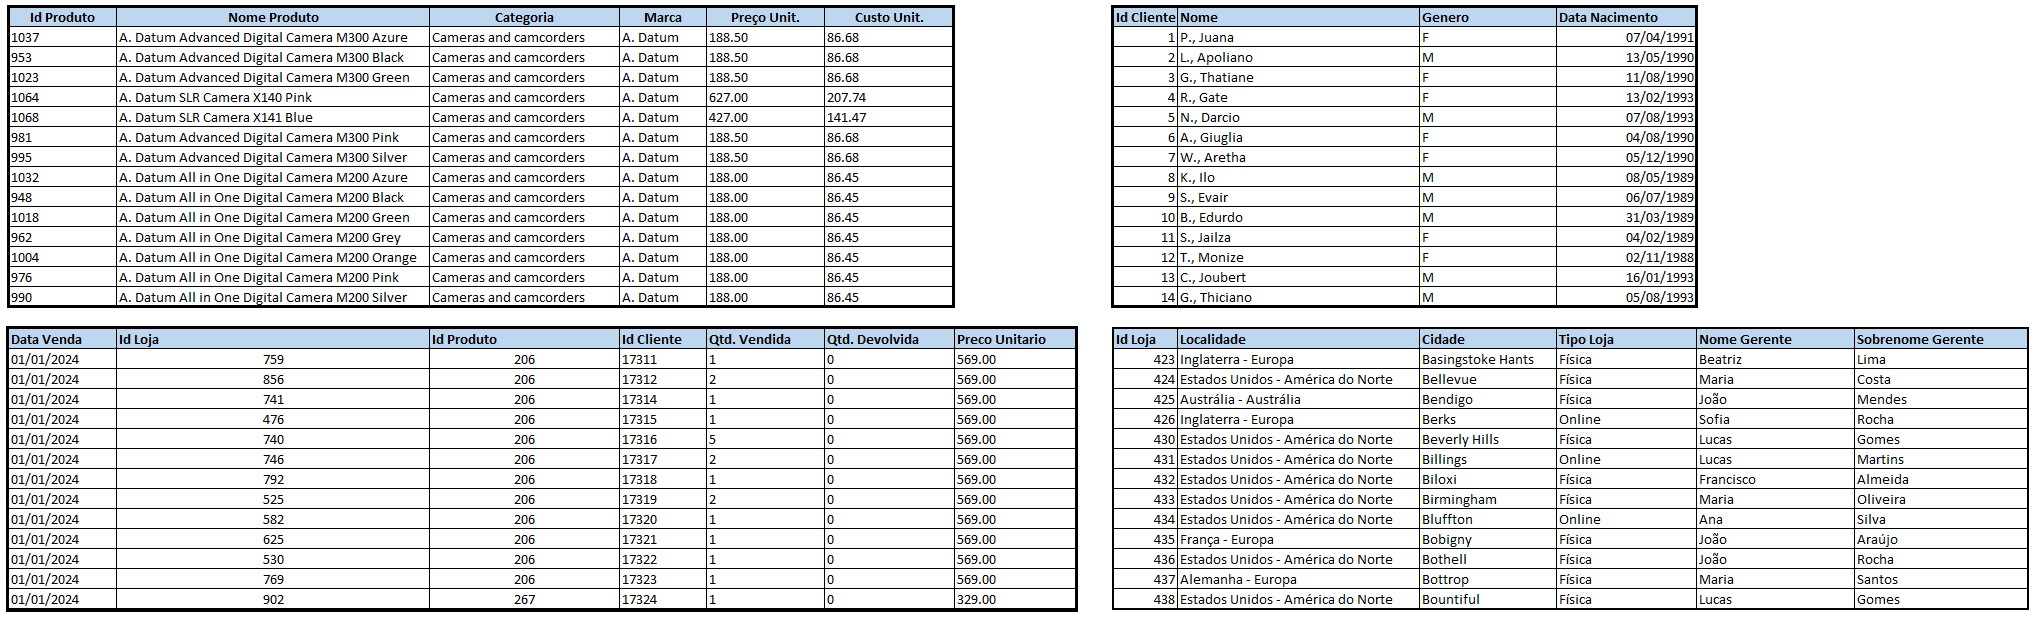 Id Produto Nome Produto Categoria Marca Preço Unit. Custo Unit.
1037 A. Datum Advanced Digital Camera M300 Azure Cameras and camcorders A. Datum 188.50 86.68
953 A. Datum Advanced Digital Camera M300 Black Cameras and camcorders A. Datum 188.50 86.68
1023 A. Datum Advanced Digital Camera M300 Green Cameras and camcorders A. Datum 188.50 86.68
1064 A. Datum SLR Camera X140 Pink Cameras and camcorders A. Datum 627.00 207.74
1068 A. Datum SLR Camera X141 Blue Cameras and camcorders A. Datum 427.00 141.47
981 A. Datum Advanced Digital Camera M300 Pink Cameras and camcorders A. Datum 188.50 86.68
995 A. Datum Advanced Digital Camera M300 Silver Cameras and camcorders A. Datum 188.50 86.68
1032 A. Datum All in One Digital Camera M200 Azure Cameras and camcorders A. Datum 188.00 86.45
948 A. Datum All in One Digital Camera M200 Black Cameras and camcorders A. Datum 188.00 86.45
1018 A. Datum All in One Digital Camera M200 Green Cameras and camcorders A. Datum 188.00 86.45
962 A. Datum All in One Digital Camera M200 Grey Cameras and camcorders A. Datum 188.00 86.45
1004 A. Datum All in One Digital Camera M200 Orange Cameras and camcorders A. Datum 188.00 86.45
976 A. Datum All in One Digital Camera M200 Pink Cameras and camcorders A. Datum 188.00 86.45
990 A. Datum All in One Digital Camera M200 Silver Cameras and camcorders A. Datum 188.00 86.45
Id Cliente Nome Genero Data Nacimento
1 P., Juana F 07/04/1991
2 L., Apoliano M 13/05/1990
3 G., Thatiane F 11/08/1990
4 R., Gate F 13/02/1993
5 N., Darcio M 07/08/1993
6 A., Giuglia F 04/08/1990
7 W., Aretha F 05/12/1990
8 K., Ilo M 08/05/1989
9 S., Evair M 06/07/1989
10 B., Edurdo M 31/03/1989
11 S., Jailza F 04/02/1989
12 T., Monize F 02/11/1988
13 C., Joubert M 16/01/1993
14 G., Thiciano M 05/08/1993
Data Venda Id Loja Id Produto Id Cliente Qtd. Vendida Qtd. Devolvida Preco Unitario
01/01/2024 759 206 17311 1 0 569.00
01/01/2024 856 206 17312 2 0 569.00
01/01/2024 741 206 17314 1 0 569.00
01/01/2024 476 206 17315 1 0 569.00
01/01/2024 740 206 17316 5 0 569.00
01/01/2024 746 206 17317 2 0 569.00
01/01/2024 792 206 17318 1 0 569.00
01/01/2024 525 206 17319 2 0 569.00
01/01/2024 582 206 17320 1 0 569.00
01/01/2024 625 206 17321 1 0 569.00
01/01/2024 530 206 17322 1 0 569.00
01/01/2024 769 206 17323 1 0 569.00
01/01/2024 902 267 17324 1 0 329.00
Id Loja Localidade Cidade Tipo Loja Nome Gerente Sobrenome Gerente
423 Inglaterra - Europa Basingstoke Hants Física Beatriz Lima
424 Estados Unidos - América do Norte Bellevue Física Maria Costa
425 Austrália - Austrália Bendigo Física João Mendes
426 Inglaterra - Europa Berks Online Sofia Rocha
430 Estados Unidos - América do Norte Beverly Hills Física Lucas Gomes
431 Estados Unidos - América do Norte Billings Online Lucas Martins
432 Estados Unidos - América do Norte Biloxi Física Francisco Almeida
433 Estados Unidos - América do Norte Birmingham Física Maria Oliveira
434 Estados Unidos - América do Norte Bluffton Online Ana Silva
435 França - Europa Bobigny Física João Araújo
436 Estados Unidos - América do Norte Bothell Física João Rocha
437 Alemanha - Europa Bottrop Física Maria Santos
438 Estados Unidos - América do Norte Bountiful Física Lucas Gomes